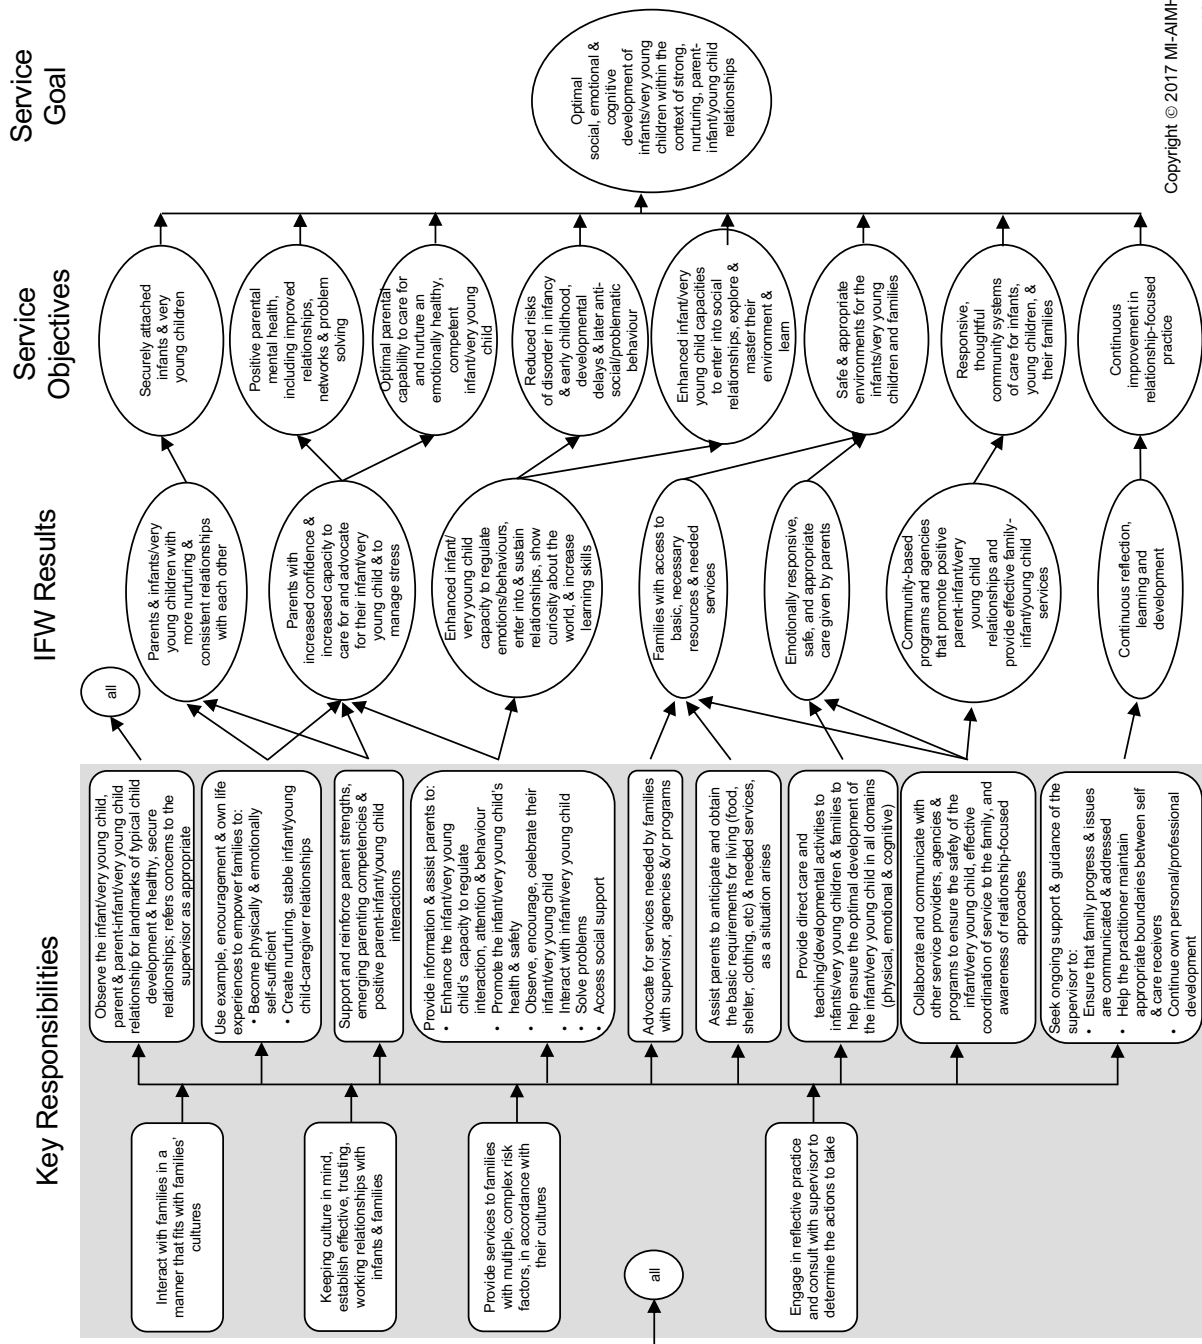 Key Responsibilities
IFW Results
Service
Objectives
Service
Goal
Interact with families in a
manner that fits with families’
cultures
Keeping culture in mind,
establish effective, trusting,
working relationships with
infants & families
Provide services to families
with multiple, complex risk
factors, in accordance with
their cultures
all
Engage in reflective practice
and consult with supervisor to
determine the actions to take
Observe the infant/very young child,
parent & parent-infant/very young child
relationship for landmarks of typical child
development & healthy, secure
relationships; refers concerns to the
supervisor as appropriate
Use example, encouragement & own life
experiences to empower families to:
• Become physically & emotionally
self-sufficient
• Create nurturing, stable infant/young
child-caregiver relationships
Support and reinforce parent strengths,
emerging parenting competencies &
positive parent-infant/young child
interactions
Provide information & assist parents to:
• Enhance the infant/very young
child’s capacity to regulate
interaction, attention & behaviour
• Promote the infant/very young child’s
health & safety
• Observe, encourage, celebrate their
infant/very young child
• Interact with infant/very young child
• Solve problems
• Access social support
Advocate for services needed by families
with supervisor, agencies &/or programs
Assist parents to anticipate and obtain
the basic requirements for living (food,
shelter, clothing, etc) & needed services,
as a situation arises
Provide direct care and
teaching/developmental activities to
infants/very young children & families to
help ensure the optimal development of
the infant/very young child in all domains
(physical, emotional & cognitive)
Collaborate and communicate with
other service providers, agencies &
programs to ensure the safety of the
infant/very young child, effective
coordination of service to the family, and
awareness of relationship-focused
approaches
Seek ongoing support & guidance of the
supervisor to:
• Ensure that family progress & issues
are communicated & addressed
• Help the practitioner maintain
appropriate boundaries between self
& care receivers
• Continue own personal/professional
development
all
Parents & infants/very
young children with
more nurturing &
consistent relationships
with each other
Parents with
increased confidence &
increased capacity to
care for and advocate
for their infant/very
young child & to
manage stress
Enhanced infant/
very young child
capacity to regulate
emotions/behaviours,
enter into & sustain
relationships, show
curiosity about the
world, & increase
learning skills
Families with access to
basic, necessary
resources & needed
services
Emotionally responsive,
safe, and appropriate
care given by parents
Community-based
programs and agencies
that promote positive
parent-infant/very
young child
relationships and
provide effective family-
infant/young child
services
Continuous reflection,
learning and
development
Securely attached
infants & very
young children
Positive parental
mental health,
including improved
relationships,
networks & problem
solving
Optimal parental
capability to care for
and nurture an
emotionally healthy,
competent
infant/very young
child
Reduced risks
of disorder in infancy
& early childhood,
developmental
delays & later anti-
social/problematic
behaviour
Enhanced infant/very
young child capacities
to enter into social
relationships, explore &
master their
environment &
learn
Safe & appropriate
environments for the
infants/very young
children and families
Responsive,
thoughtful
community systems
of care for infants,
young children, &
their families
Continuous
improvement in
relationship-focused
practice
Optimal
social, emotional &
cognitive
development of
infants/very young
children within the
context of strong,
nurturing, parent-
infant/young child
relationships
Copyright © 2017 MI-AIMH